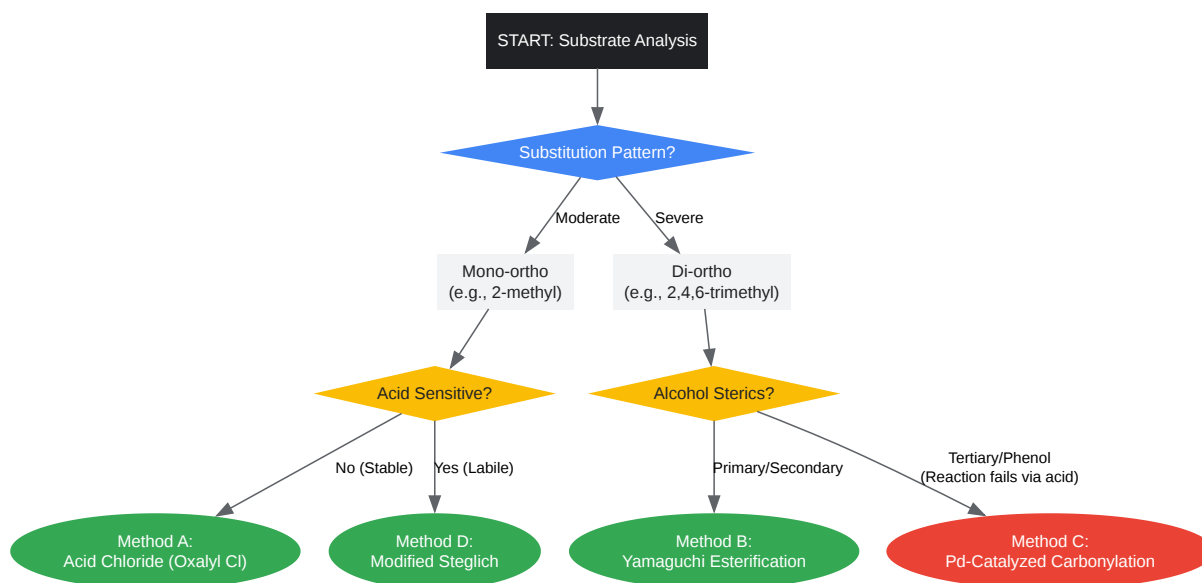 START: Substrate Analysis
Substitution Pattern?
Moderate
Severe
Mono-ortho
(e.g., 2-methyl)
Di-ortho
(e.g., 2,4,6-trimethyl)
Acid Sensitive?
Alcohol Sterics?
No (Stable)
Yes (Labile)
Primary/Secondary
Tertiary/Phenol
(Reaction fails via acid)
Method A:
Acid Chloride (Oxalyl Cl)
Method D:
Modified Steglich
Method B:
Yamaguchi Esterification
Method C:
Pd-Catalyzed Carbonylation